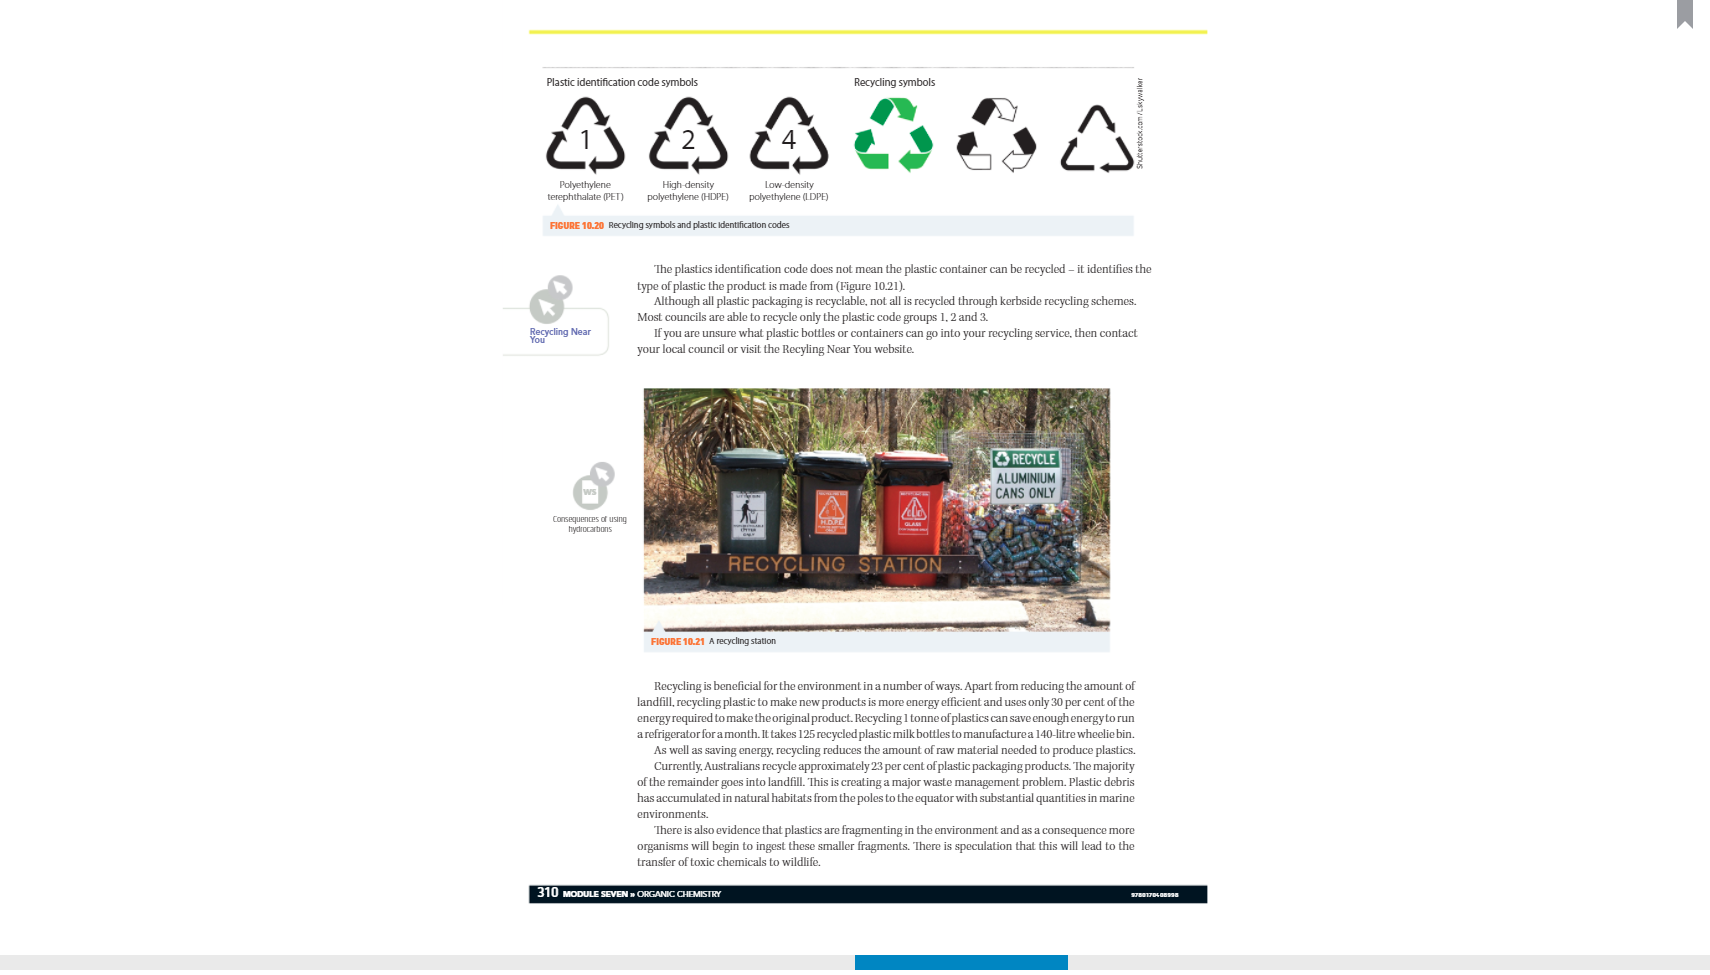 Plastic identification code symbols
Recycling symbols
1
2
4
Shutterstock.com/Lskywalker
Polyethylene
terephthalate (PET)
High-density
polyethylene (HDPE)
Low-density
polyethylene (LDPE)
FIGURE 10.20 Recycling symbols and plastic identification codes
The plastics identification code does not mean the plastic container can be recycled – it identifies the
type of plastic the product is made from (Figure 10.21).
Although all plastic packaging is recyclable, not all is recycled through kerbside recycling schemes.
Most councils are able to recycle only the plastic code groups 1, 2 and 3.
If you are unsure what plastic bottles or containers can go into your recycling service, then contact
your local council or visit the Recyling Near You website.
Recycling Near
You
RECYCLE
ALUMINIUM
CANS ONLY
H.D.P.E.
GLASS
ONLY
RECYCLING STATION
WS
Consequences of using
hydrocarbons
FIGURE 10.21 A recycling station
Recycling is beneficial for the environment in a number of ways. Apart from reducing the amount of
landfill, recycling plastic to make new products is more energy efficient and uses only 30 per cent of the
energy required to make the original product. Recycling 1 tonne of plastics can save enough energy to run
a refrigerator for a month. It takes 125 recycled plastic milk bottles to manufacture a 140-litre wheelie bin.
As well as saving energy, recycling reduces the amount of raw material needed to produce plastics.
Currently, Australians recycle approximately 23 per cent of plastic packaging products. The majority
of the remainder goes into landfill. This is creating a major waste management problem. Plastic debris
has accumulated in natural habitats from the poles to the equator with substantial quantities in marine
environments.
There is also evidence that plastics are fragmenting in the environment and as a consequence more
organisms will begin to ingest these smaller fragments. There is speculation that this will lead to the
transfer of toxic chemicals to wildlife.
310 MODULE SEVEN » ORGANIC CHEMISTRY
9780170408998